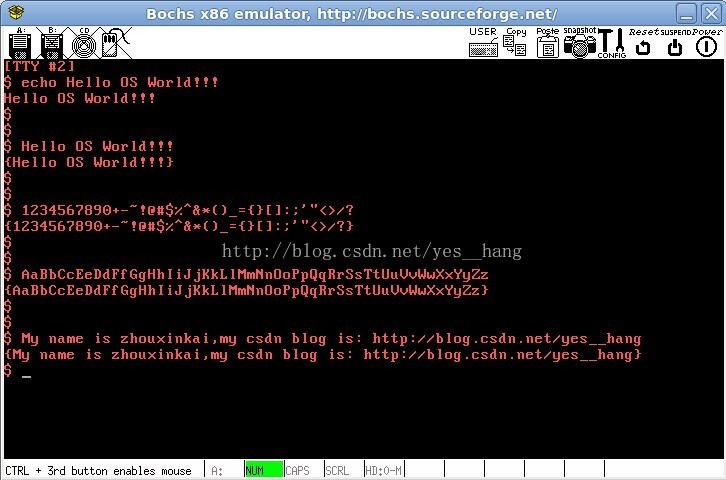 Bochs x86 emulator, http://bochs.sourceforge.net/
A: B: CD USER Copy Paste snapshot CONFIG Reset SUSPEND Power
[TTY #2]
$ echo Hello OS World!!!
Hello OS World!!!
$
$
$ Hello OS World!!!
{Hello OS World!!!}
$
$
$ 1234567890+-~!@#$%^&*()_={}[]:;'"<>/?
{1234567890+-~!@#$%^&*()_={}[]:;'"<>/?}
$
$
http://blog.csdn.net/yes__hang
$ AaBbCcEeDdFfGgHhIiJjKkLlMmNnOoPpQqRrSsTtUuVvWwXxYyZz
{AaBbCcEeDdFfGgHhIiJjKkLlMmNnOoPpQqRrSsTtUuVvWwXxYyZz}
$
$
$ My name is zhouxinkai,my csdn blog is: http://blog.csdn.net/yes__hang
{My name is zhouxinkai,my csdn blog is: http://blog.csdn.net/yes__hang}
$ _
CTRL + 3rd button enables mouse A: NUM CAPS SCRL HD:0-M